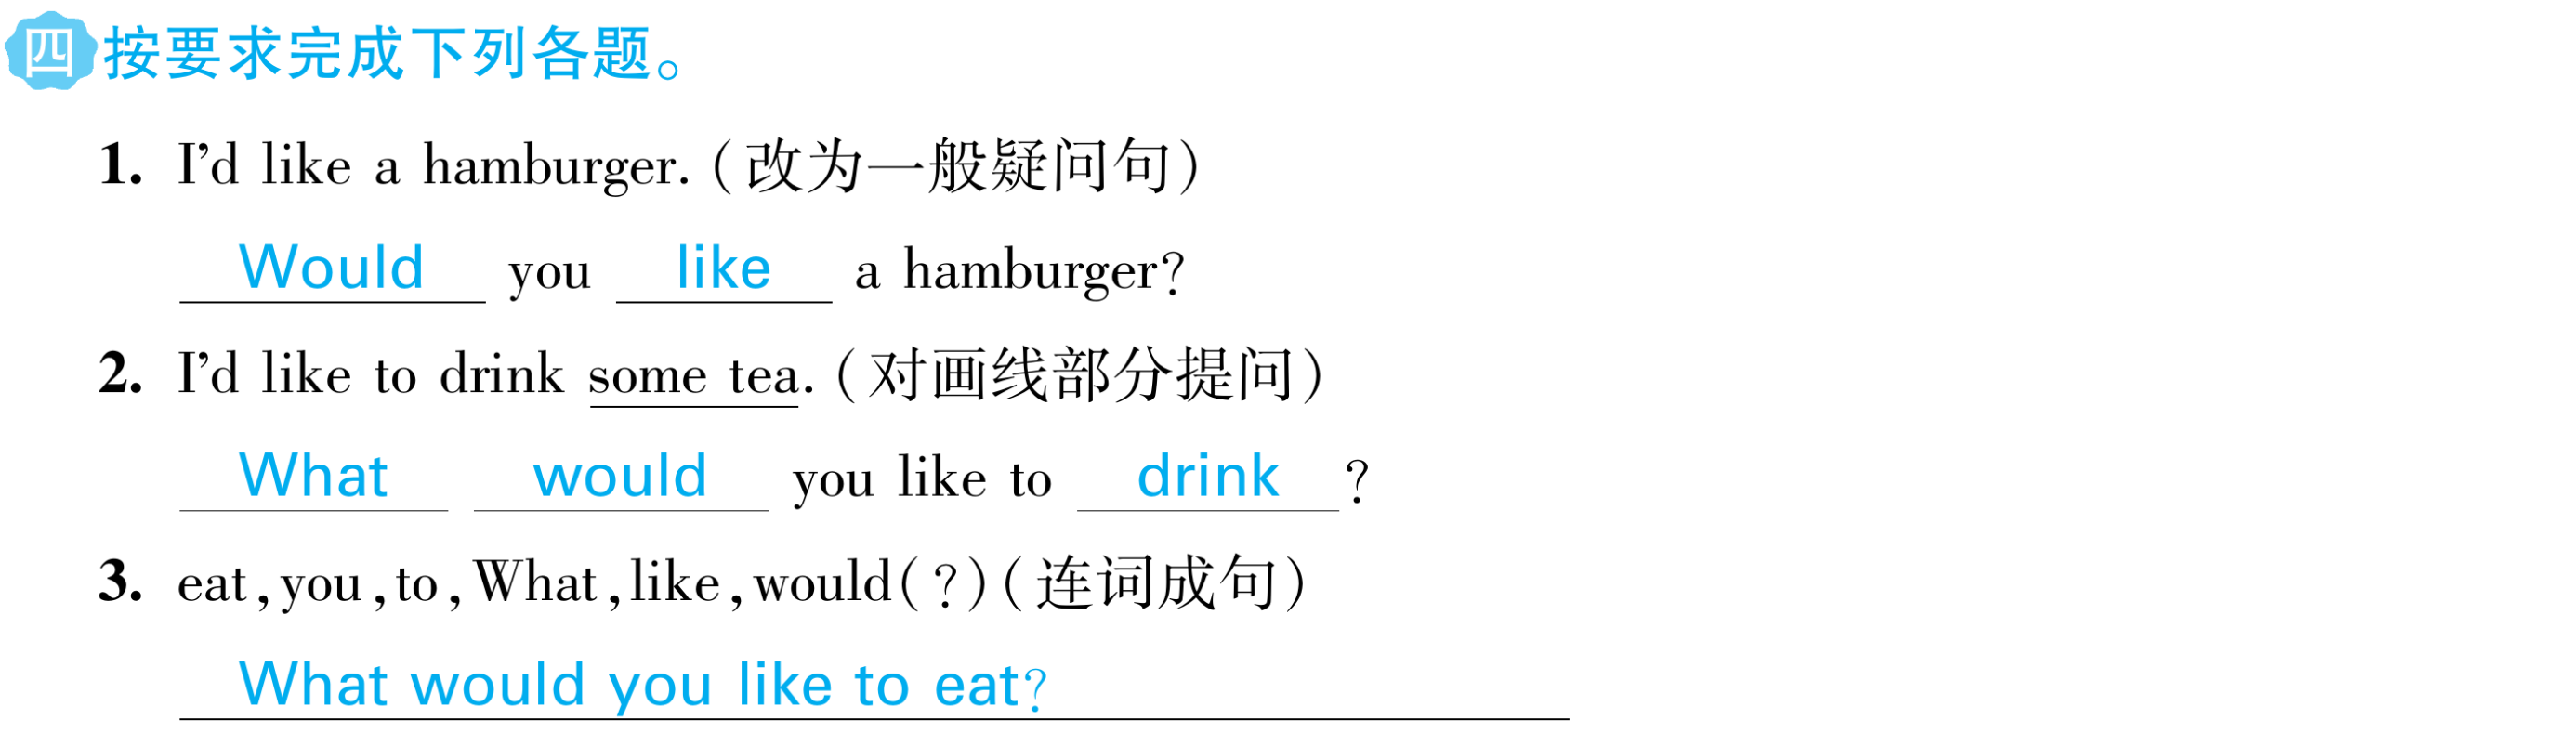 四 按要求完成下列各题。
1. I’d like a hamburger. (改为一般疑问句)
Would you like a hamburger?
2. I’d like to drink some tea. (对画线部分提问)
What would you like to drink ?
3. eat,you,to,What,like,would(?)(连词成句)
What would you like to eat?